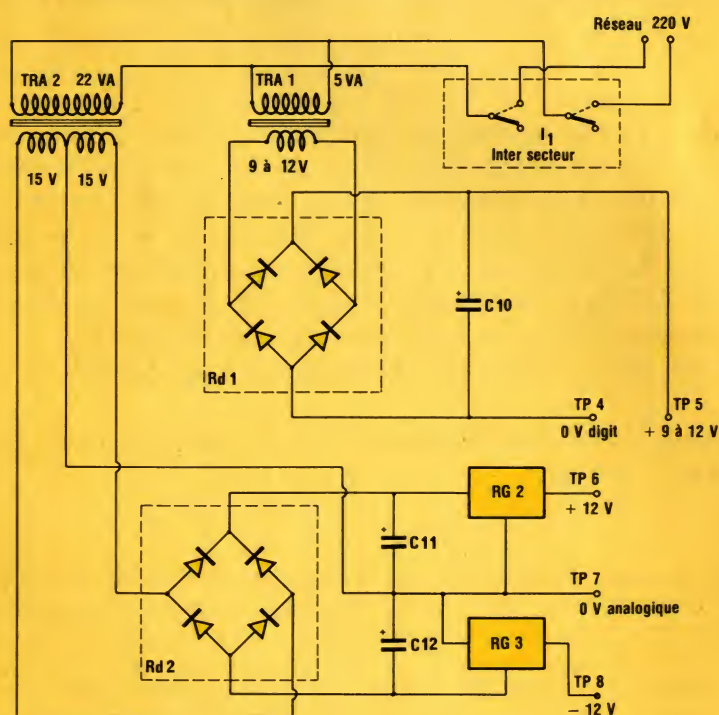 Réseau 220 V
TRA 2 22 VA
TRA 1 5 VA
I1
Inter secteur
15 V 15 V
9 à 12 V
+
C10
Rd 1
TP 4
0 V digit
TP 5
+ 9 à 12 V
RG 2
TP 6
+ 12 V
+
C11
TP 7
0 V analogique
+
C12
RG 3
Rd 2
TP 8
− 12 V